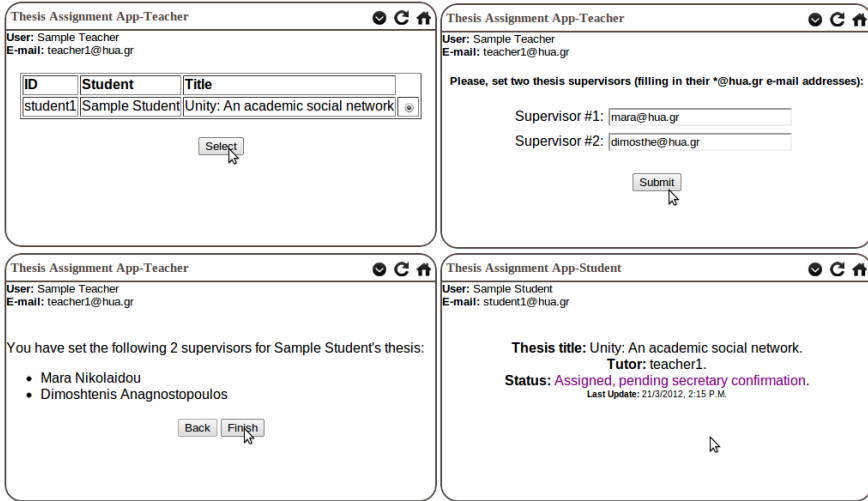 Thesis Assignment App-Teacher
User: Sample Teacher
E-mail: teacher1@hua.gr
ID Student Title
student1 Sample Student Unity: An academic social network
Select
Thesis Assignment App-Teacher
User: Sample Teacher
E-mail: teacher1@hua.gr
Please, set two thesis supervisors (filling in their *@hua.gr e-mail addresses):
Supervisor #1: mara@hua.gr
Supervisor #2: dimosthe@hua.gr
Submit
Thesis Assignment App-Teacher
User: Sample Teacher
E-mail: teacher1@hua.gr
You have set the following 2 supervisors for Sample Student's thesis:
• Mara Nikolaidou
• Dimoshtenis Anagnostopoulos
Back Finish
Thesis Assignment App-Student
User: Sample Student
E-mail: student1@hua.gr
Thesis title: Unity: An academic social network.
Tutor: teacher1.
Status: Assigned, pending secretary confirmation.
Last Update: 21/3/2012, 2:15 P.M.